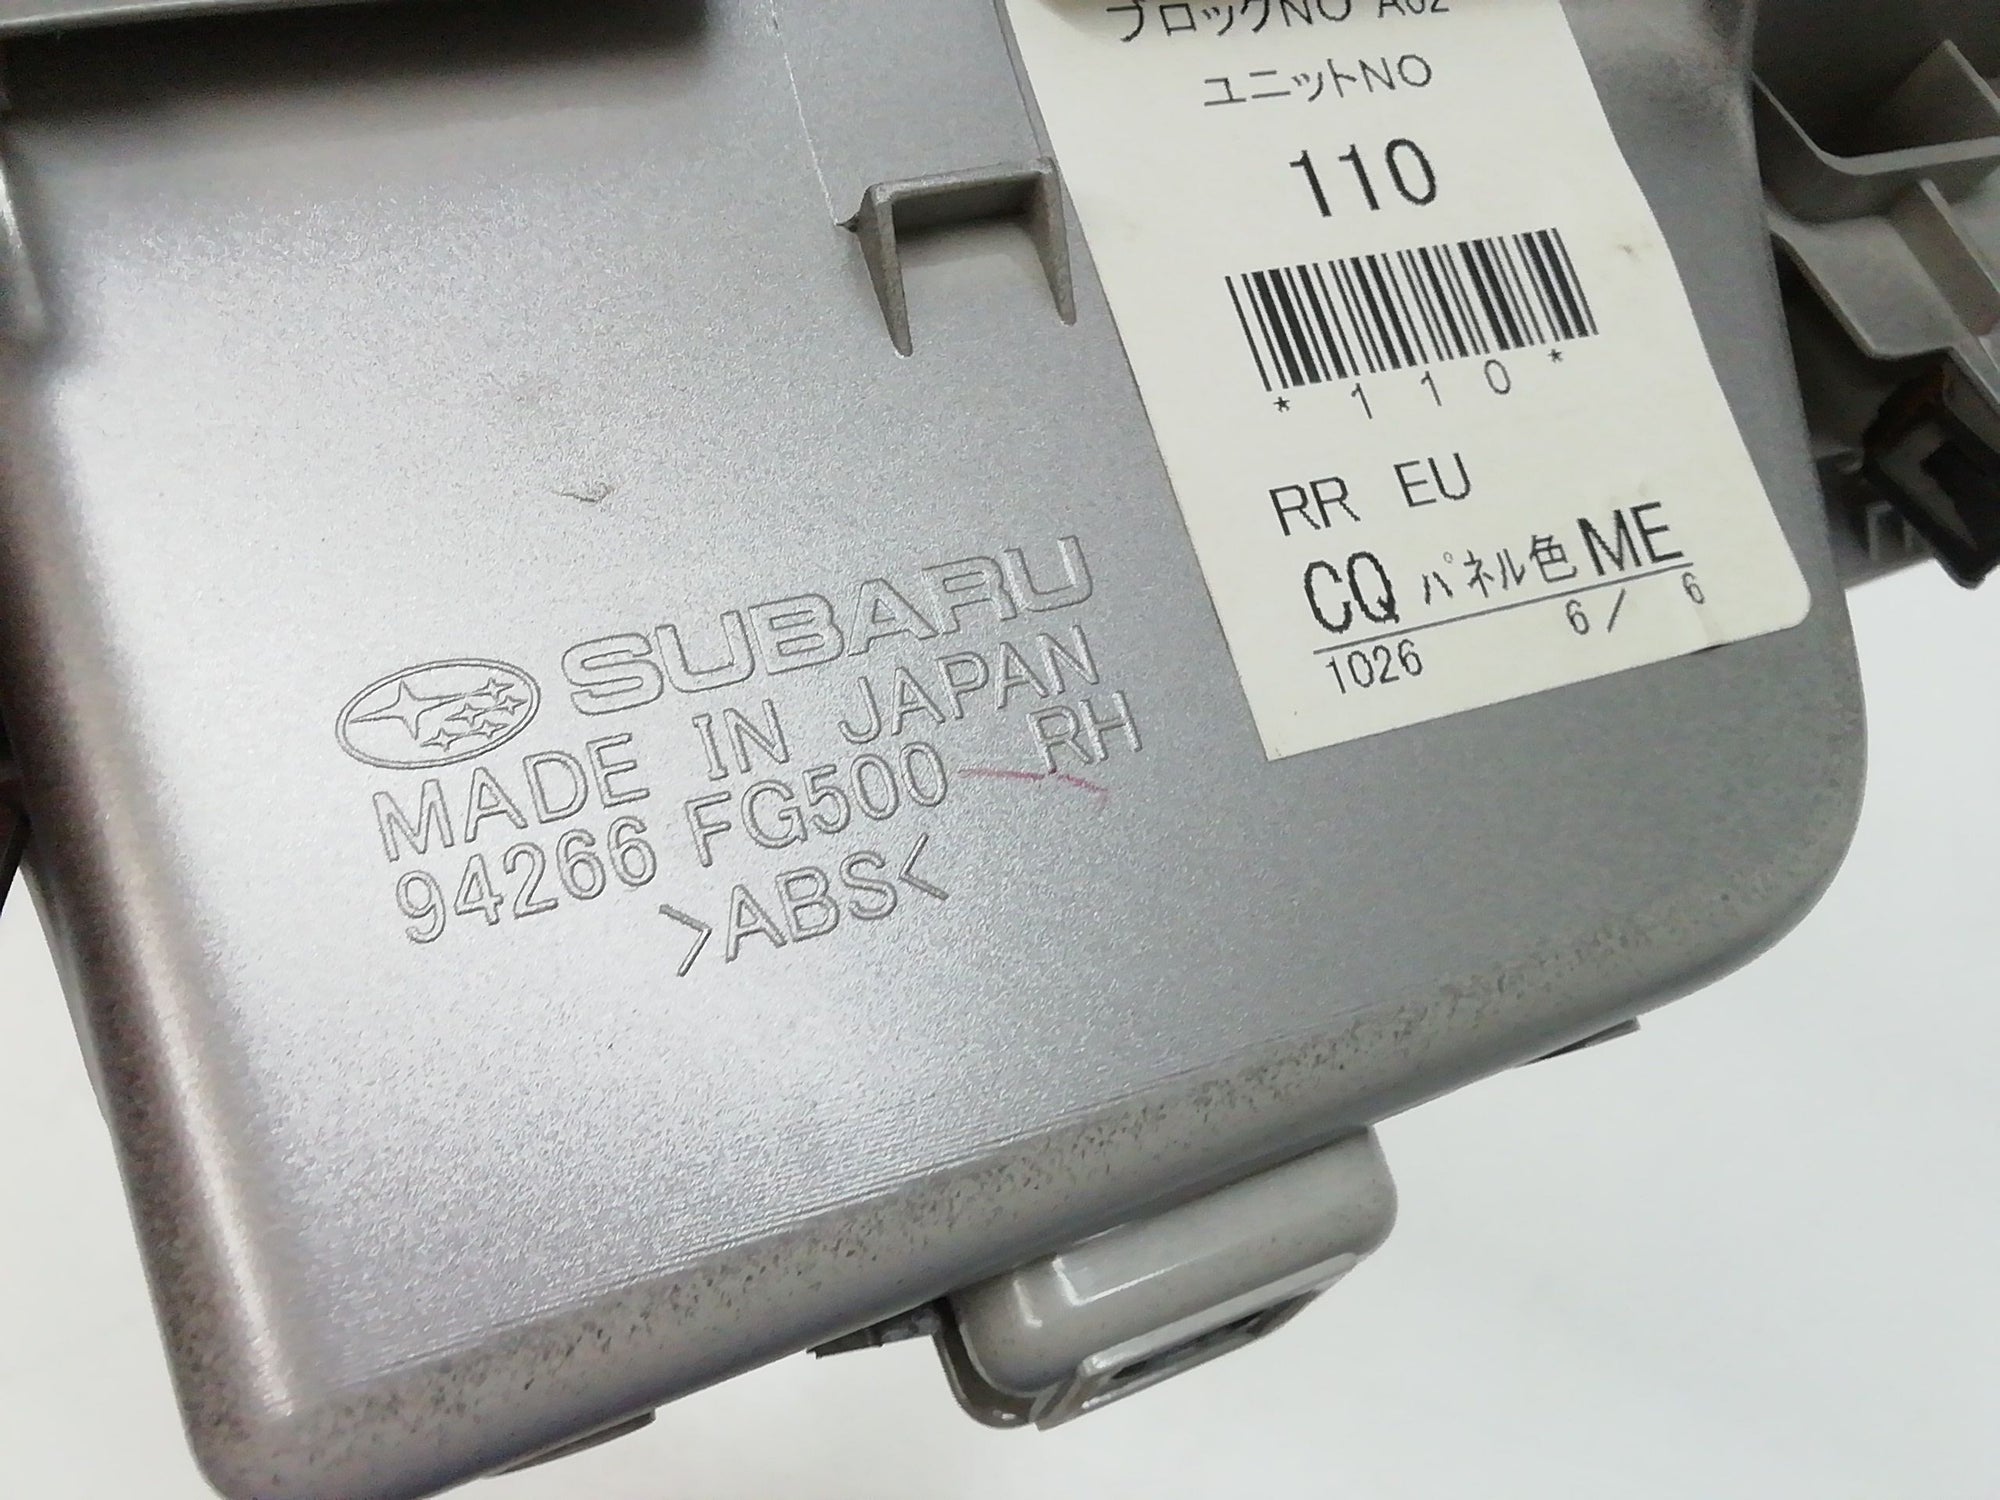 ブロックNO A02
ユニットNO
110
*110*
RR EU
CQ パネル色 ME
1026 6/ 6
SUBARU
MADE IN JAPAN
94266 FG500 RH
>ABS<